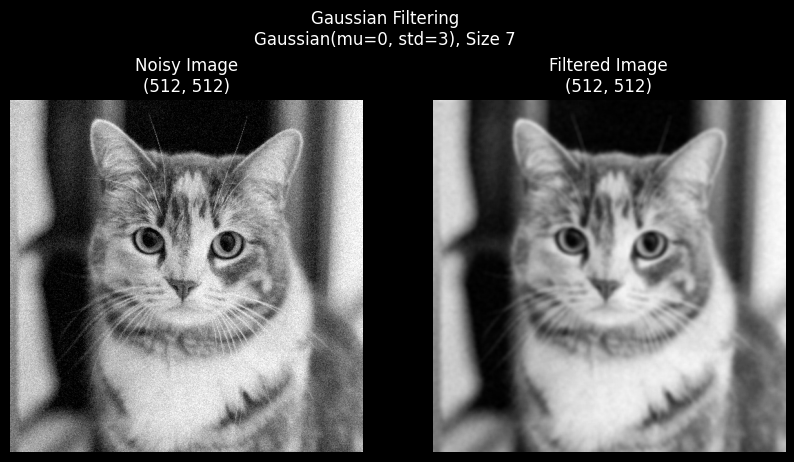 Gaussian Filtering
Gaussian(mu=0, std=3), Size 7
Noisy Image
(512, 512)
Filtered Image
(512, 512)